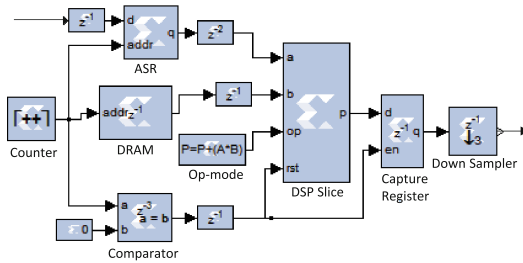 z⁻¹
d
q
addr
ASR
z⁻²
++
Counter
addr z⁻¹
DRAM
z⁻¹
P=P+(A*B)
Op-mode
a
b
op
rst
p
DSP Slice
d
z⁻¹ q
en
Capture
Register
z⁻¹
↓3
Down Sampler
a
b
z⁻³
a = b
Comparator
0
z⁻¹